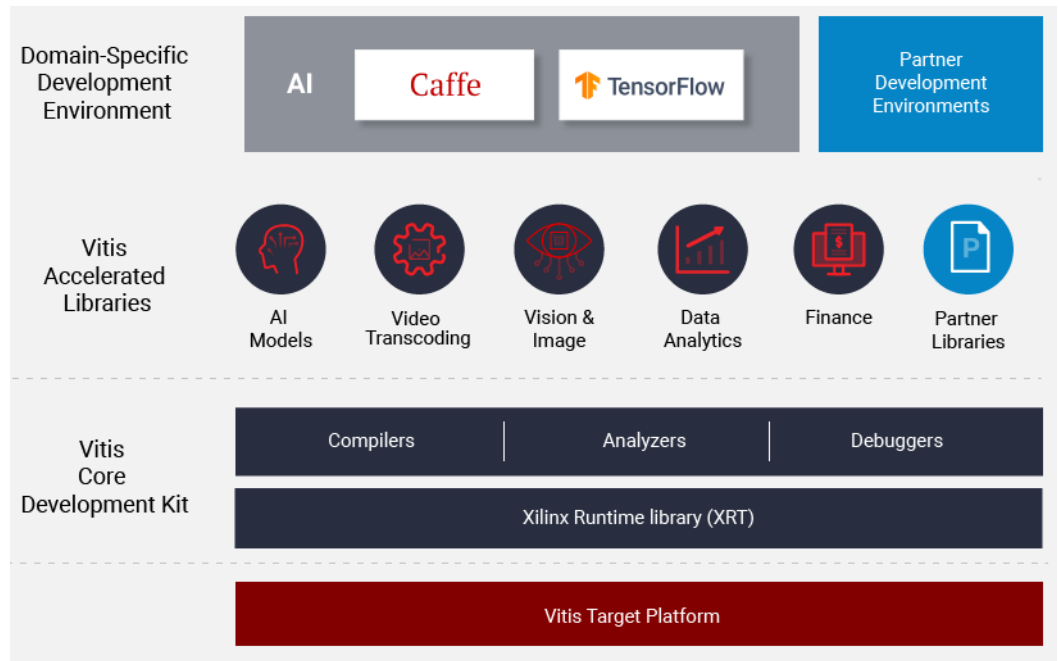 Domain-Specific
Development
Environment
AI
Caffe
TensorFlow
Partner
Development
Environments
Vitis
Accelerated
Libraries
P
$
AI
Models
Video
Transcoding
Vision &
Image
Data
Analytics
Finance
Partner
Libraries
Vitis
Core
Development Kit
Compilers
Analyzers
Debuggers
Xilinx Runtime library (XRT)
Vitis Target Platform